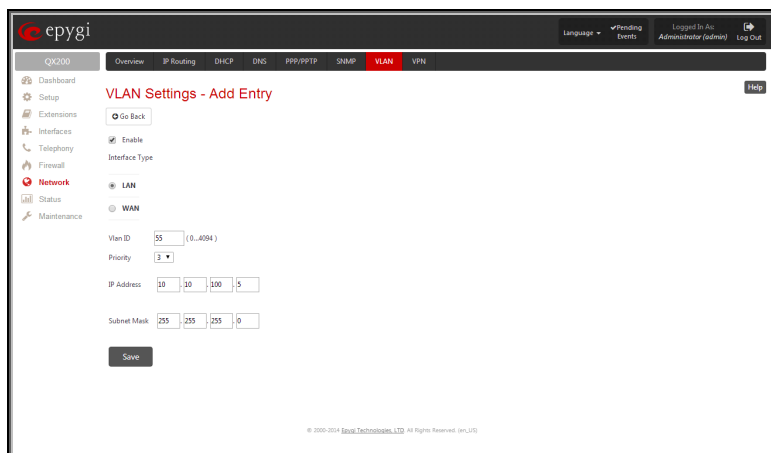 epygi
Language
Pending Events
Logged In As:
Administrator (admin)
Log Out
QX200
Overview IP Routing DHCP DNS PPP/PPTP SNMP VLAN VPN
Dashboard
Setup
Extensions
Interfaces
Telephony
Firewall
Network
Status
Maintenance
VLAN Settings - Add Entry
Help
Go Back
Enable
Interface Type
LAN
WAN
Vlan ID 55 ( 0...4094 )
Priority 3
IP Address 10 . 10 . 100 . 5
Subnet Mask 255 . 255 . 255 . 0
Save
© 2000-2014 Epygi Technologies, LTD. All Rights Reserved. (en_US)